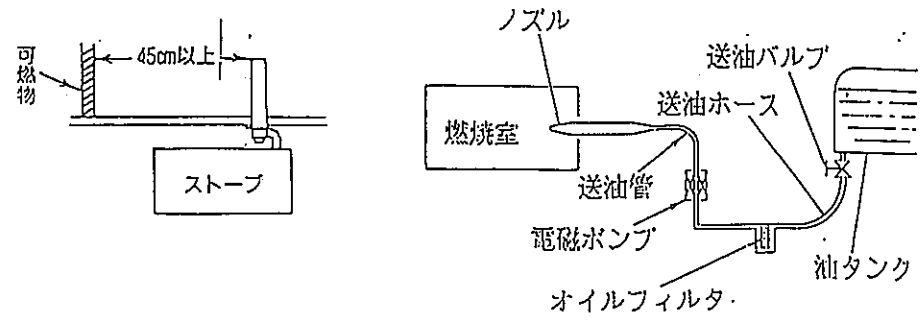 可燃物
45cm以上
ストーブ
ノズル
燃焼室
送油管
電磁ポンプ
オイルフィルタ
送油バルブ
送油ホース
油タンク